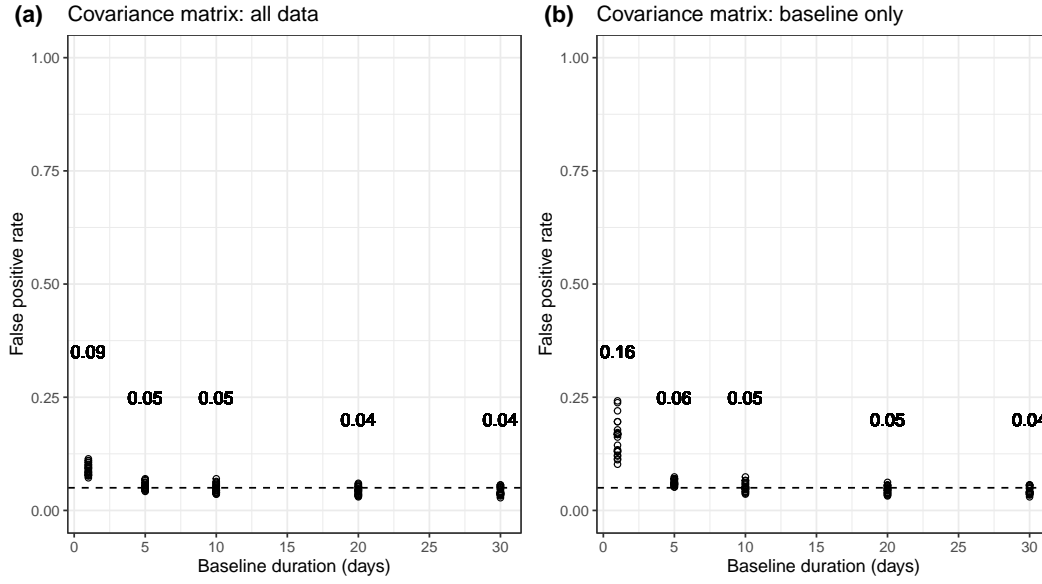 (a) Covariance matrix: all data
1.00
0.75
0.50
0.25
0.00
False positive rate
0.09
0.05
0.05
0.04
0.04
0 5 10 15 20 25 30
Baseline duration (days)
(b) Covariance matrix: baseline only
1.00
0.75
0.50
0.25
0.00
False positive rate
0.16
0.06
0.05
0.05
0.04
0 5 10 15 20 25 30
Baseline duration (days)